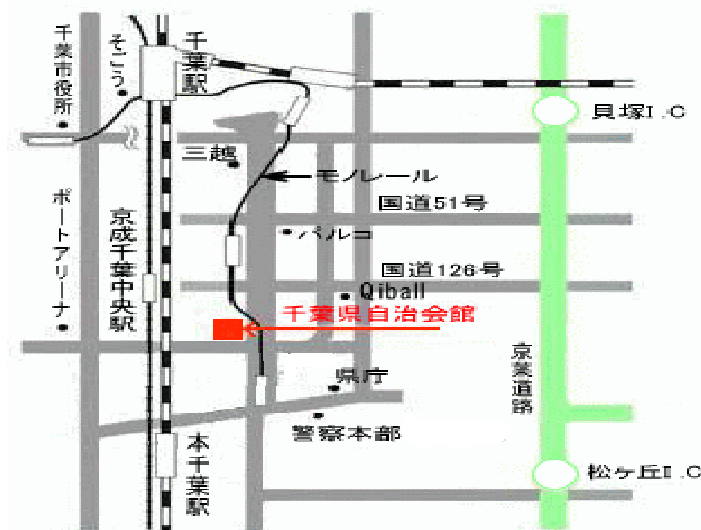 千葉市役所
そごう
千葉駅
貝塚I.C
三越
モノレール
国道51号
ポートアリーナ
京成千葉中央駅
パルコ
国道126号
Qiball
千葉県自治会館
京葉道路
県庁
警察本部
本千葉駅
松ヶ丘I.C